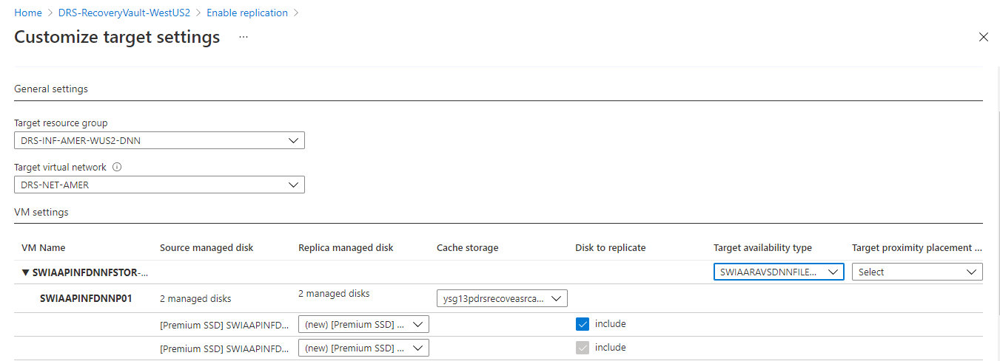 Home > DRS-RecoveryVault-WestUS2 > Enable replication >
Customize target settings ...
General settings
Target resource group
DRS-INF-AMER-WUS2-DNN
Target virtual network
DRS-NET-AMER
VM settings
VM Name Source managed disk Replica managed disk Cache storage Disk to replicate Target availability type Target proximity placement ...
SWIAAPINFDNNFSTOR-... SWIAARAVSDNNFILE... Select
SWIAAPINFDNNP01 2 managed disks 2 managed disks ysg13pdrsrecoveasrca...
[Premium SSD] SWIAAPINFD... (new) [Premium SSD] ... include
[Premium SSD] SWIAAPINFD... (new) [Premium SSD] ... include